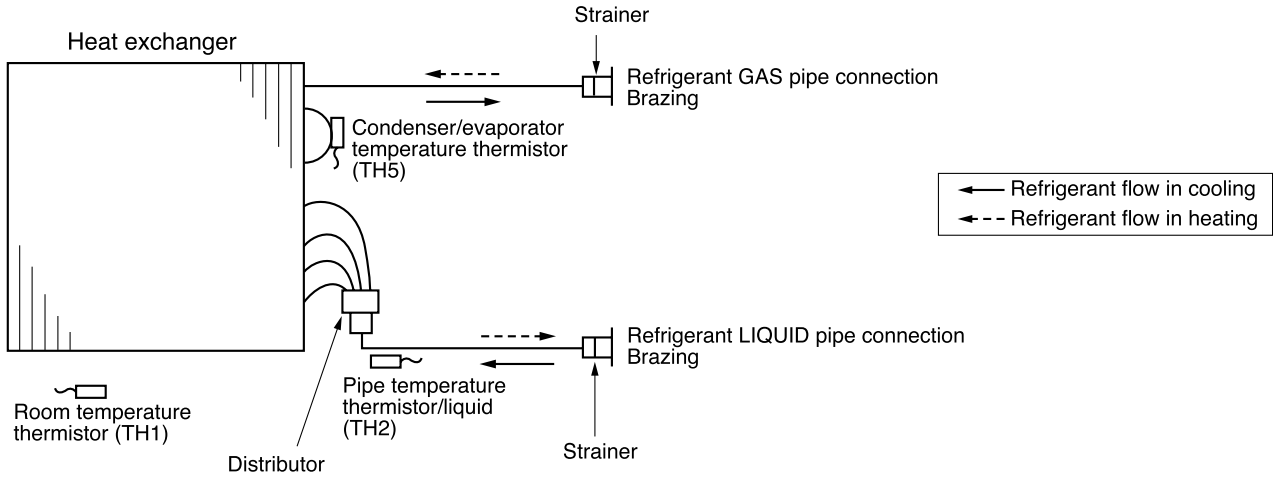 Strainer
Heat exchanger
Refrigerant GAS pipe connection
Brazing
Condenser/evaporator
temperature thermistor
(TH5)
Refrigerant flow in cooling
Refrigerant flow in heating
Refrigerant LIQUID pipe connection
Brazing
Pipe temperature
thermistor/liquid
(TH2)
Room temperature
thermistor (TH1)
Strainer
Distributor